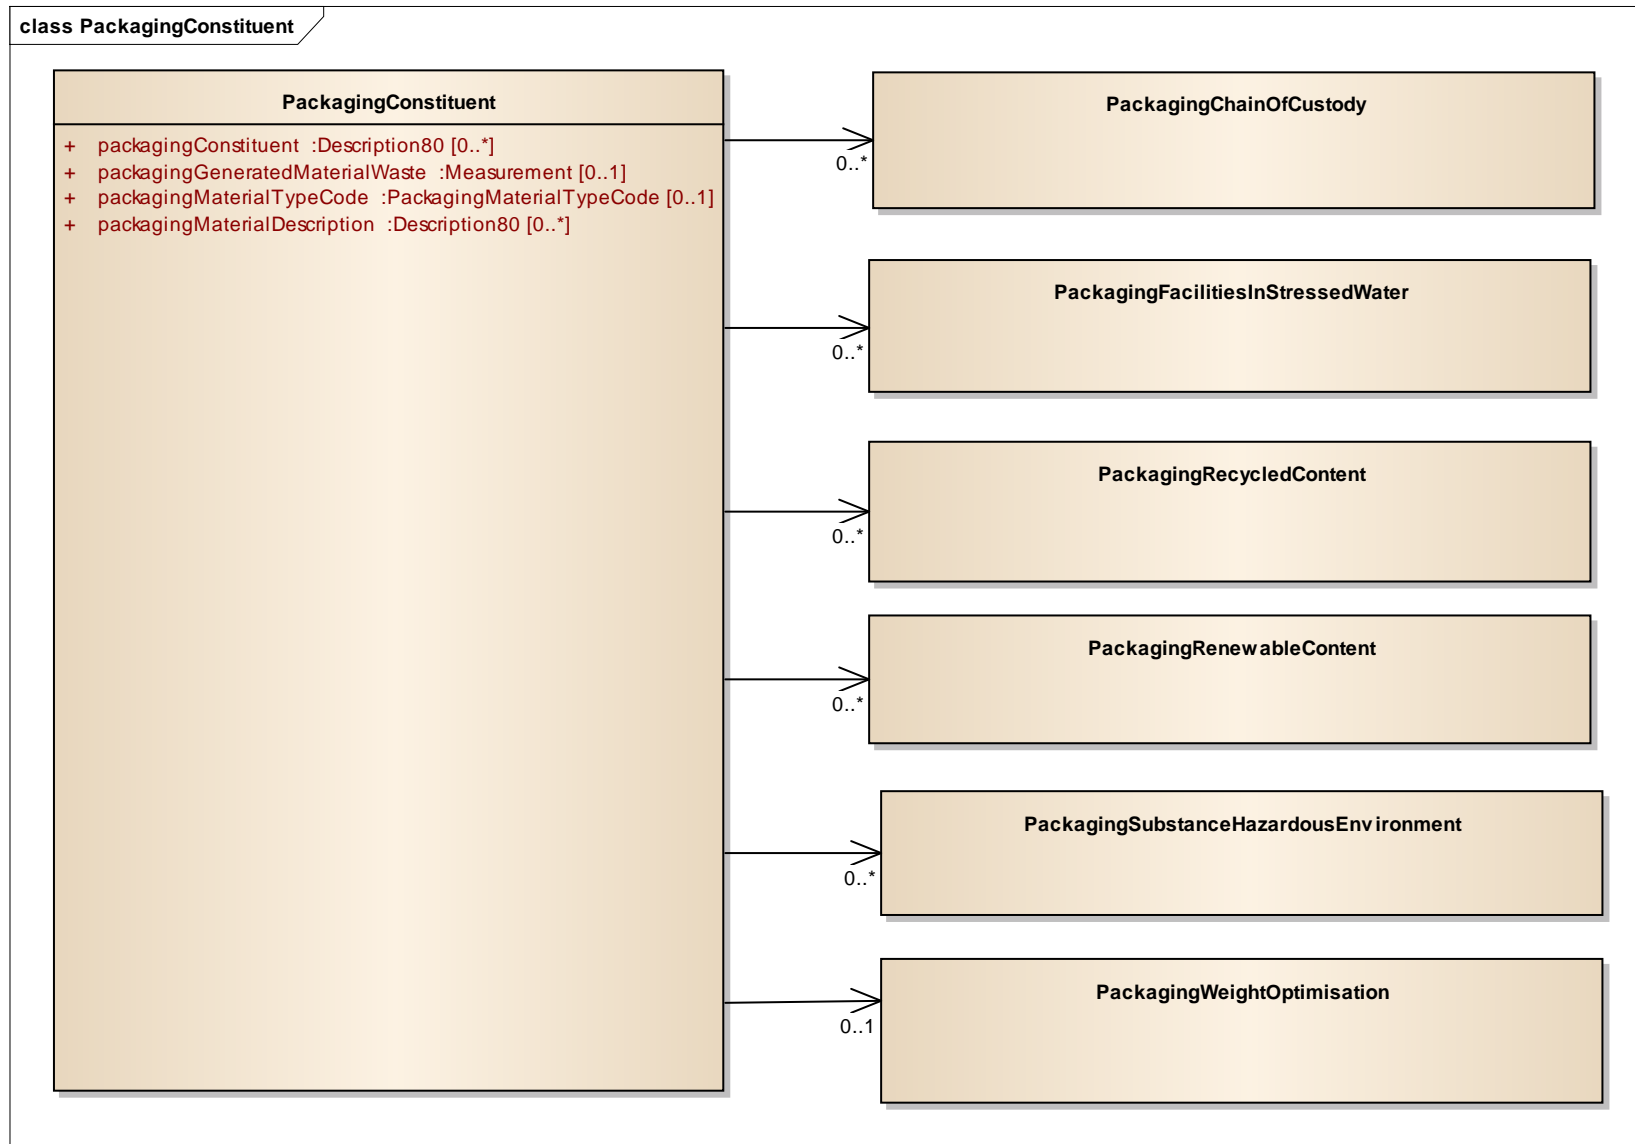 class PackagingConstituent
PackagingConstituent
+ packagingConstituent :Description80 [0..*]
+ packagingGeneratedMaterialWaste :Measurement [0..1]
+ packagingMaterialTypeCode :PackagingMaterialTypeCode [0..1]
+ packagingMaterialDescription :Description80 [0..*]
PackagingChainOfCustody
0..*
PackagingFacilitiesInStressedWater
0..*
PackagingRecycledContent
0..*
PackagingRenewableContent
0..*
PackagingSubstanceHazardousEnvironment
0..*
PackagingWeightOptimisation
0..1